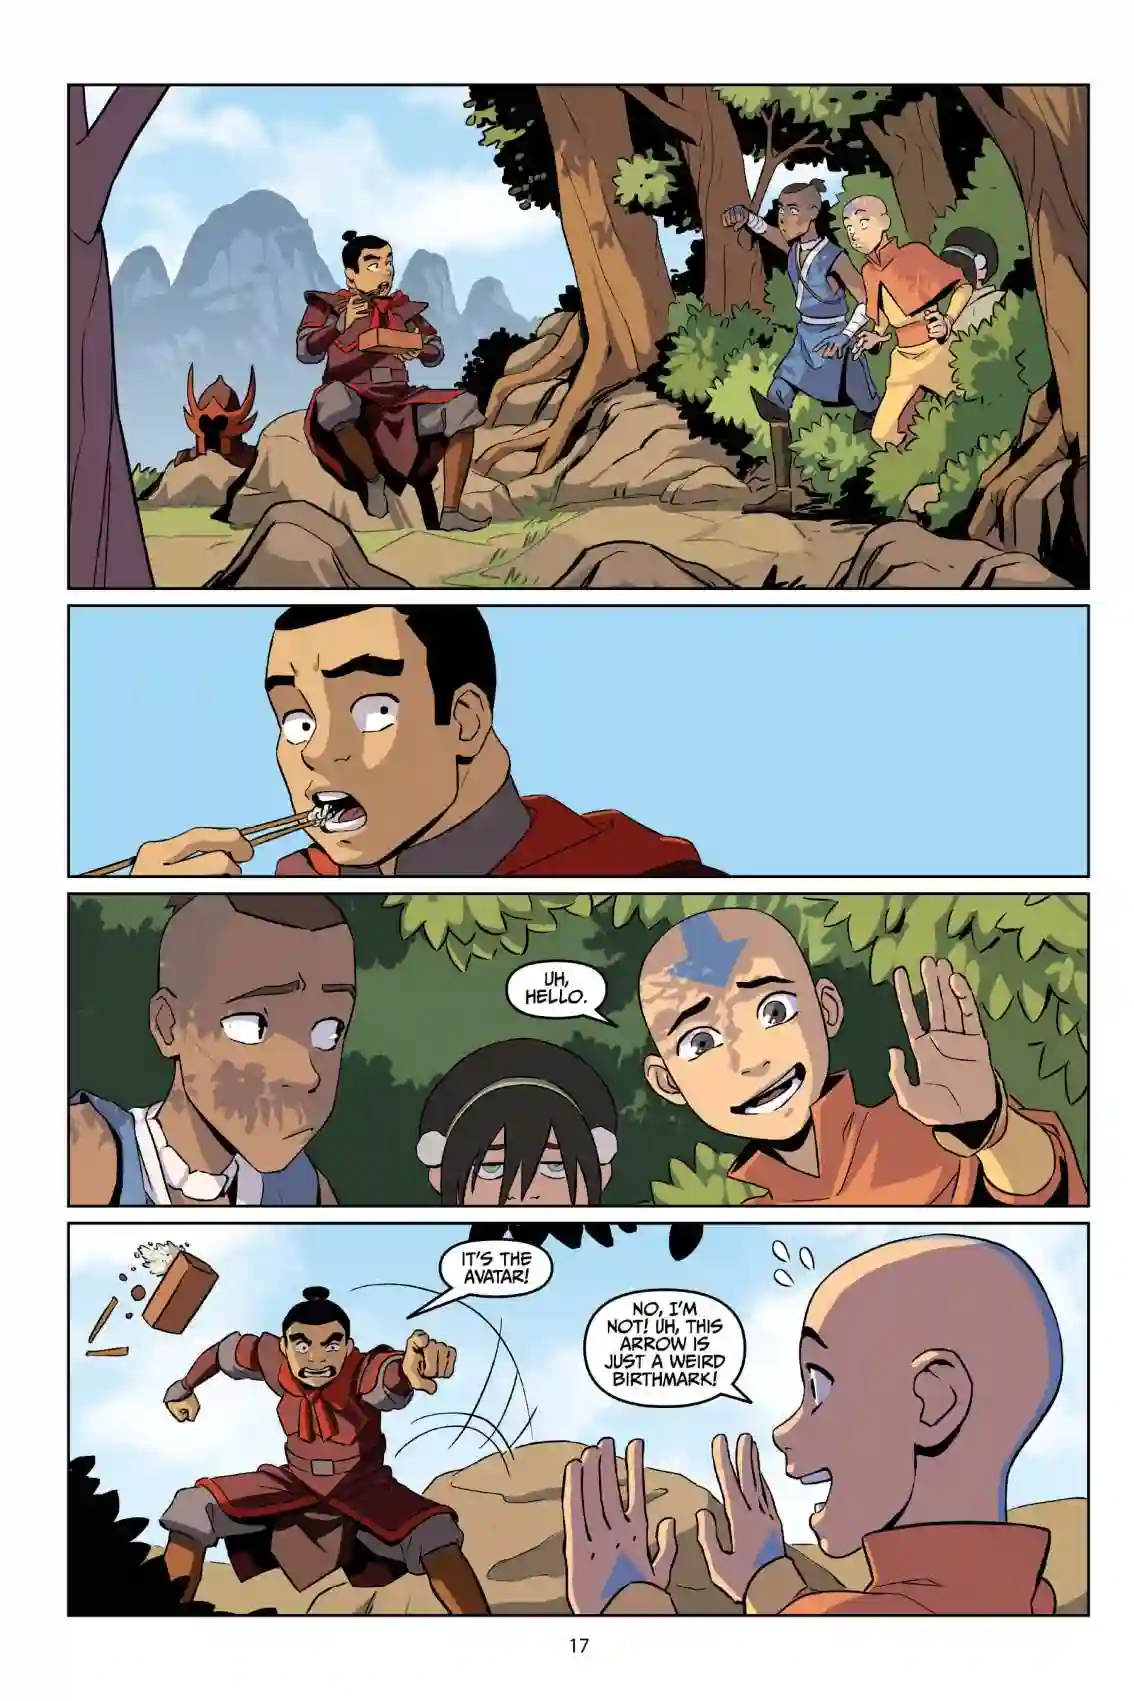 UH,
HELLO.
IT'S THE
AVATAR!
NO, I'M
NOT! UH, THIS
ARROW IS
JUST A WEIRD
BIRTHMARK!
17